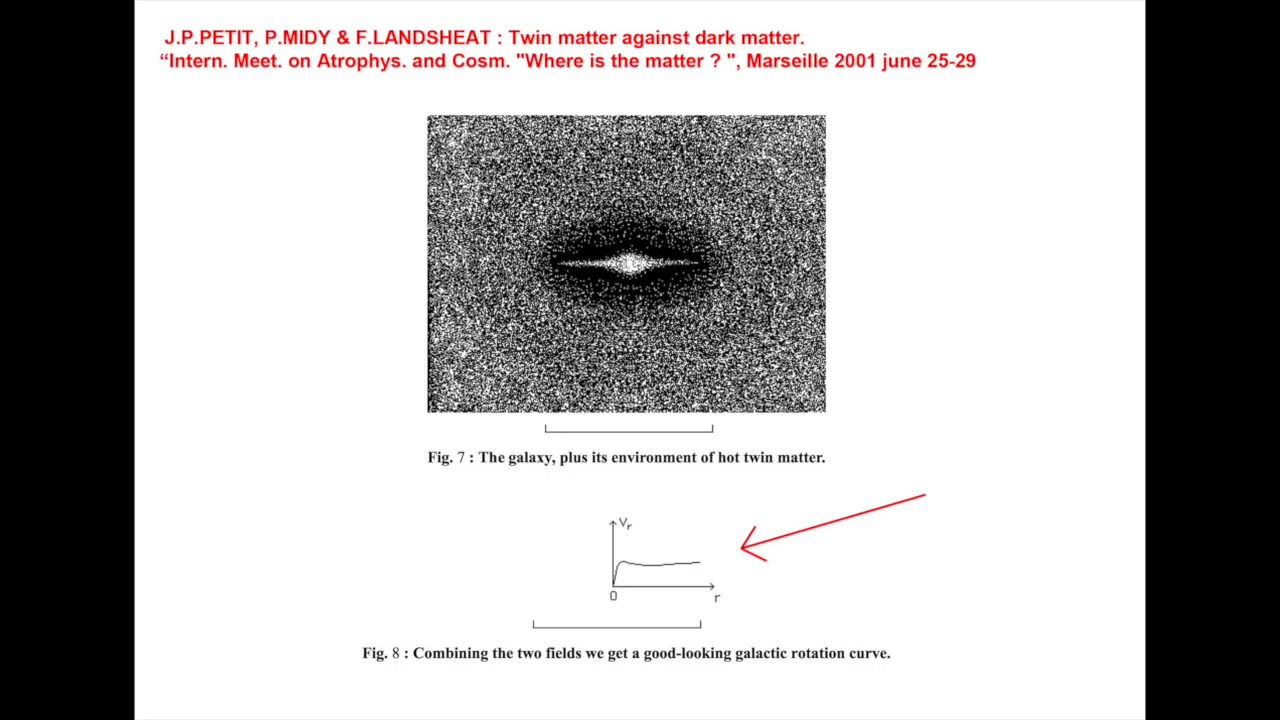 J.P.PETIT, P.MIDY & F.LANDSHEAT : Twin matter against dark matter.
“Intern. Meet. on Atrophys. and Cosm. "Where is the matter ? ", Marseille 2001 june 25-29
Fig. 7 : The galaxy, plus its environment of hot twin matter.
Vr
0
r
Fig. 8 : Combining the two fields we get a good-looking galactic rotation curve.